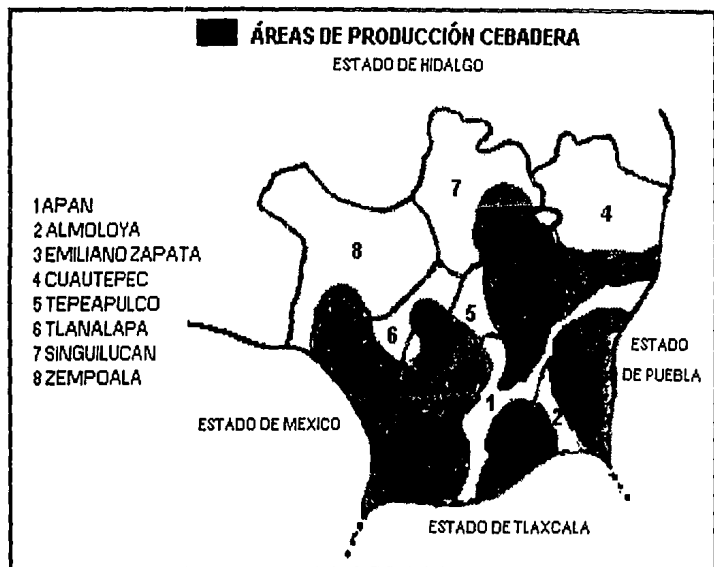 ÁREAS DE PRODUCCIÓN CEBADERA
ESTADO DE HIDALGO
7
4
1 APAN
2 ALMOLOYA
3 EMILIANO ZAPATA
4 CUAUTEPEC
5 TEPEAPULCO
6 TLANALAPA
7 SINGUILUCAN
8 ZEMPOALA
8
5
6
ESTADO
DE PUEBLA
1
2
ESTADO DE MEXICO
ESTADO DE TLAXCALA